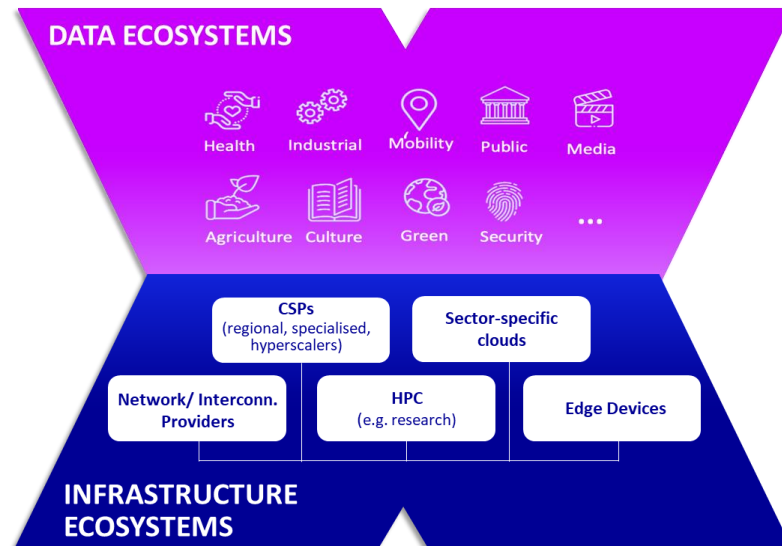 DATA ECOSYSTEMS
Health Industrial Mobility Public Media
Agriculture Culture Green Security ...
CSPs
(regional, specialised,
hyperscalers)
Sector-specific
clouds
Network/ Interconn.
Providers
HPC
(e.g. research)
Edge Devices
INFRASTRUCTURE
ECOSYSTEMS